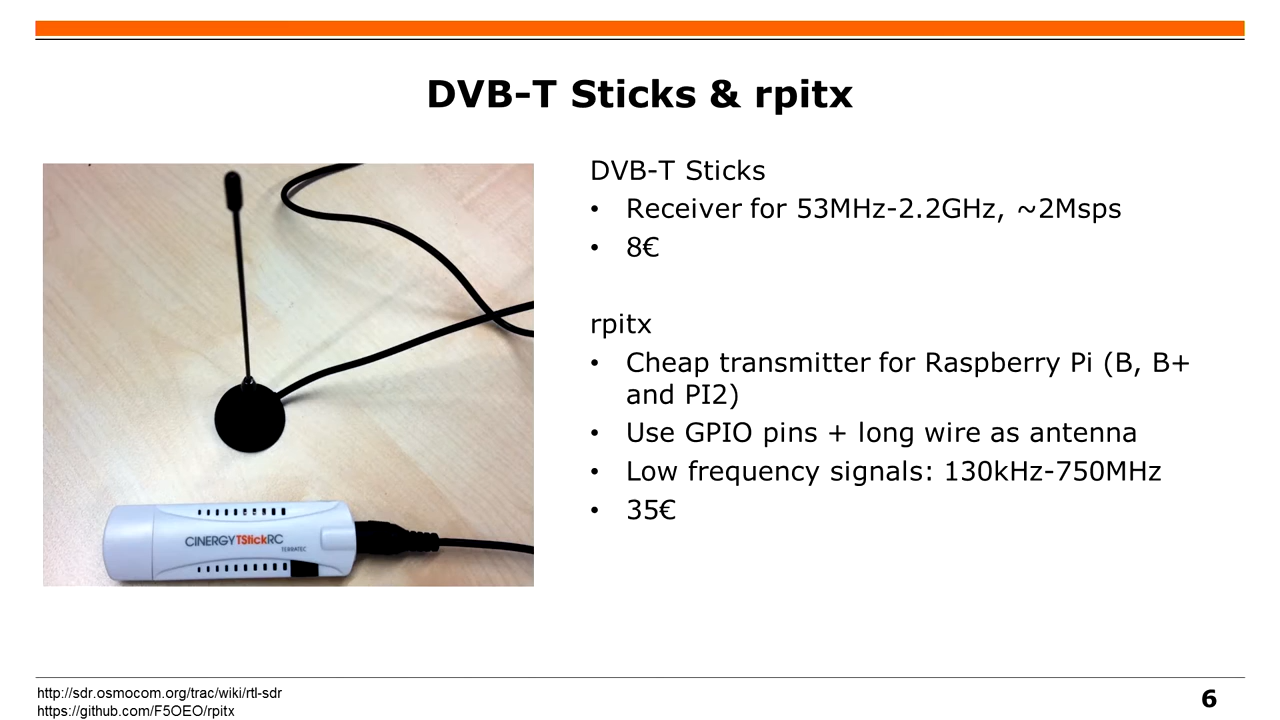 DVB-T Sticks & rpitx
DVB-T Sticks
• Receiver for 53MHz-2.2GHz, ~2Msps
• 8€
rpitx
• Cheap transmitter for Raspberry Pi (B, B+
and PI2)
• Use GPIO pins + long wire as antenna
• Low frequency signals: 130kHz-750MHz
• 35€
CINERGY TStickRC
TERRATEC
http://sdr.osmocom.org/trac/wiki/rtl-sdr
https://github.com/F5OEO/rpitx
6